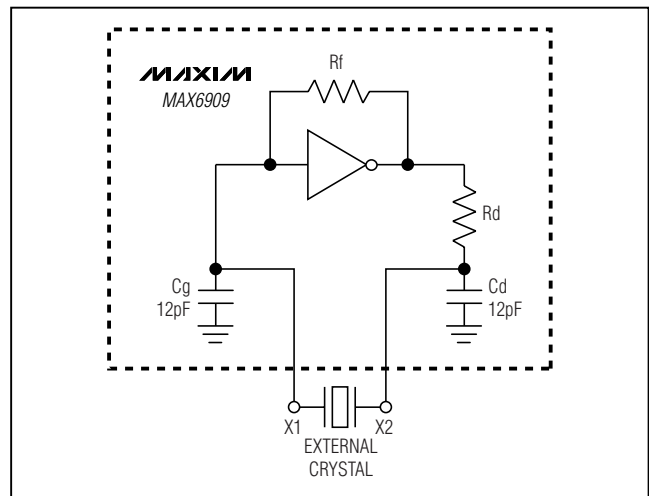 Rf
MAXIM
MAX6909
Rd
Cg
12pF
Cd
12pF
X1
X2
EXTERNAL
CRYSTAL